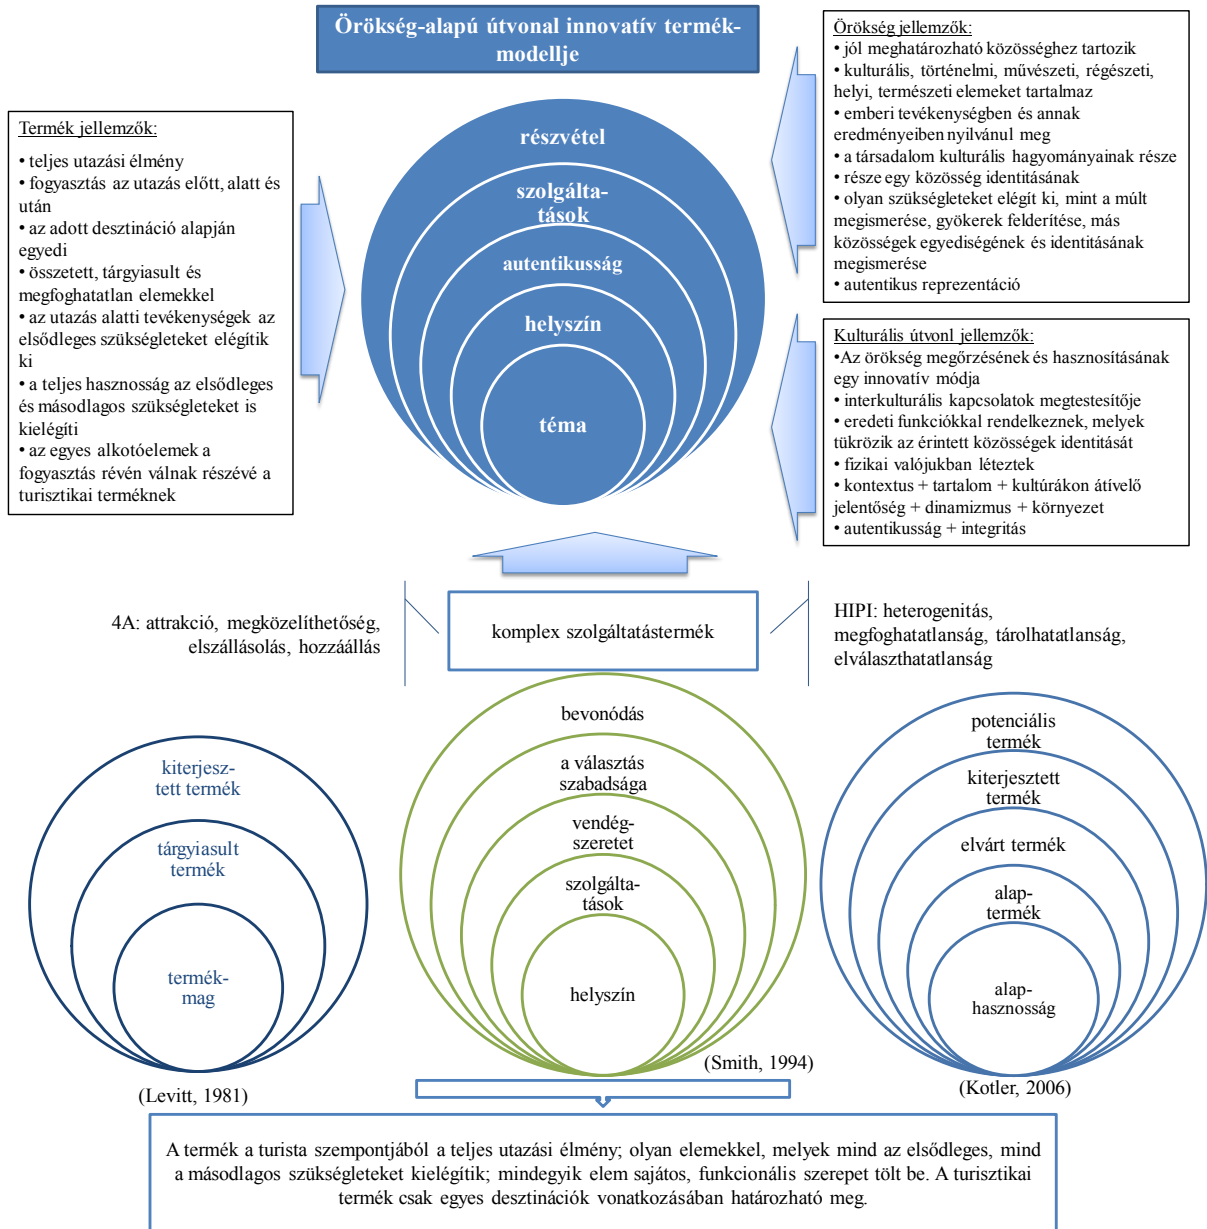 Örökség-alapú útvonal innovatív termék-
modellje
Termék jellemzők:
• teljes utazási élmény
• fogyasztás az utazás előtt, alatt és
után
• az adott desztináció alapján
egyedi
• összetett, tárgyiasult és
megfoghatatlan elemekkel
• az utazás alatti tevékenységek az
elsődleges szükségleteket elégítik
ki
• a teljes hasznosság az elsődleges
és másodlagos szükségleteket is
kielégíti
• az egyes alkotóelemek a
fogyasztás révén válnak részévé a
turisztikai terméknek
részvétel
szolgálta-
tások
autentikusság
helyszín
téma
Örökség jellemzők:
• jól meghatározható közösséghez tartozik
• kulturális, történelmi, művészeti, régészeti,
helyi, természeti elemeket tartalmaz
• emberi tevékenységben és annak
eredményeiben nyilvánul meg
• a társadalom kulturális hagyományainak része
• része egy közösség identitásának
• olyan szükségleteket elégít ki, mint a múlt
megismerése, gyökerek felderítése, más
közösségek egyediségének és identitásának
megismerése
• autentikus reprezentáció
Kulturális útvonl jellemzők:
•Az örökség megőrzésének és hasznosításának
egy innovatív módja
• interkulturális kapcsolatok megtestesítője
• eredeti funkciókkal rendelkeznek, melyek
tükrözik az érintett közösségek identitását
• fizikai valójukban léteztek
• kontextus + tartalom + kultúrákon átívelő
jelentőség + dinamizmus + környezet
• autentikusság + integritás
4A: attrakció, megközelíthetőség,
elszállásolás, hozzáállás
komplex szolgáltatástermék
HIPI: heterogenitás,
megfoghatatlanság, tárolhatatlanság,
elválaszthatatlanság
kiterjesz-
tett termék
tárgyiasult
termék
termék-
mag
(Levitt, 1981)
bevonódás
a választás
szabadsága
vendég-
szeretet
szolgálta-
tások
helyszín
(Smith, 1994)
potenciális
termék
kiterjesztett
termék
elvárt termék
alap-
termék
alap-
hasznosság
(Kotler, 2006)
A termék a turista szempontjából a teljes utazási élmény; olyan elemekkel, melyek mind az elsődleges, mind
a másodlagos szükségleteket kielégítik; mindegyik elem sajátos, funkcionális szerepet tölt be. A turisztikai
termék csak egyes desztinációk vonatkozásában határozható meg.